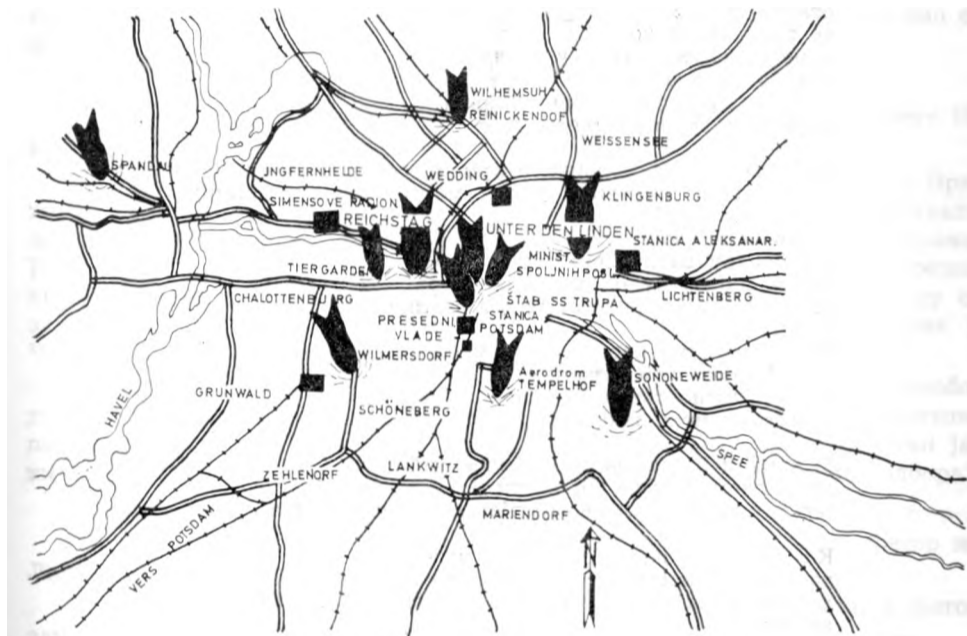 WILHEMSUH
REINICKENDOF
WEISSENSEE
SPANDAU
JNGFERNHELDE
WEDDING
KLINGENBURG
SIMENSOVE RADION
REICHSTAG
UNTER DEN LINDEN
STANICA ALEKSANAR.
MINIST
SPOLJNIH POSL
TIERGARDEN
LICHTENBERG
CHALOTTENBURG
ŠTAB SS TRUPA
PRESEDNI
VLADE
STANICA
POTSDAM
WILMERSDORF
Aerodrom
TEMPELHOF
SONONEWEIDE
HAVEL
GRUNWALD
SCHÖNEBERG
SPEE
ZEHLENORF
LANKWITZ
MARIENDORF
VERS POTSDAM
N